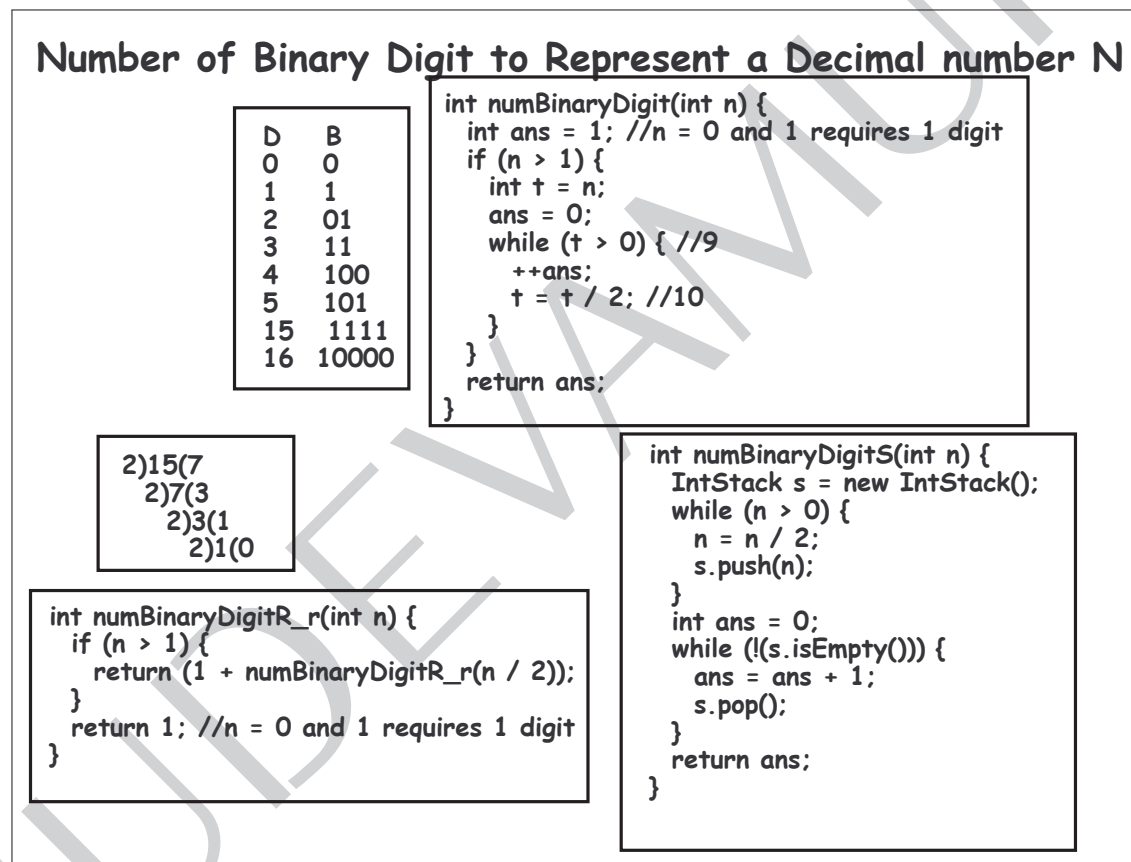 Number of Binary Digit to Represent a Decimal number N
D B
0 0
1 1
2 01
3 11
4 100
5 101
15 1111
16 10000
int numBinaryDigit(int n) {
int ans = 1; //n = 0 and 1 requires 1 digit
if (n > 1) {
int t = n;
ans = 0;
while (t > 0) { //9
++ans;
t = t / 2; //10
}
}
return ans;
}
2)15(7
2)7(3
2)3(1
2)1(0
int numBinaryDigitR_r(int n) {
if (n > 1) {
return (1 + numBinaryDigitR_r(n / 2));
}
return 1; //n = 0 and 1 requires 1 digit
}
int numBinaryDigitS(int n) {
IntStack s = new IntStack();
while (n > 0) {
n = n / 2;
s.push(n);
}
int ans = 0;
while (!(s.isEmpty())) {
ans = ans + 1;
s.pop();
}
return ans;
}